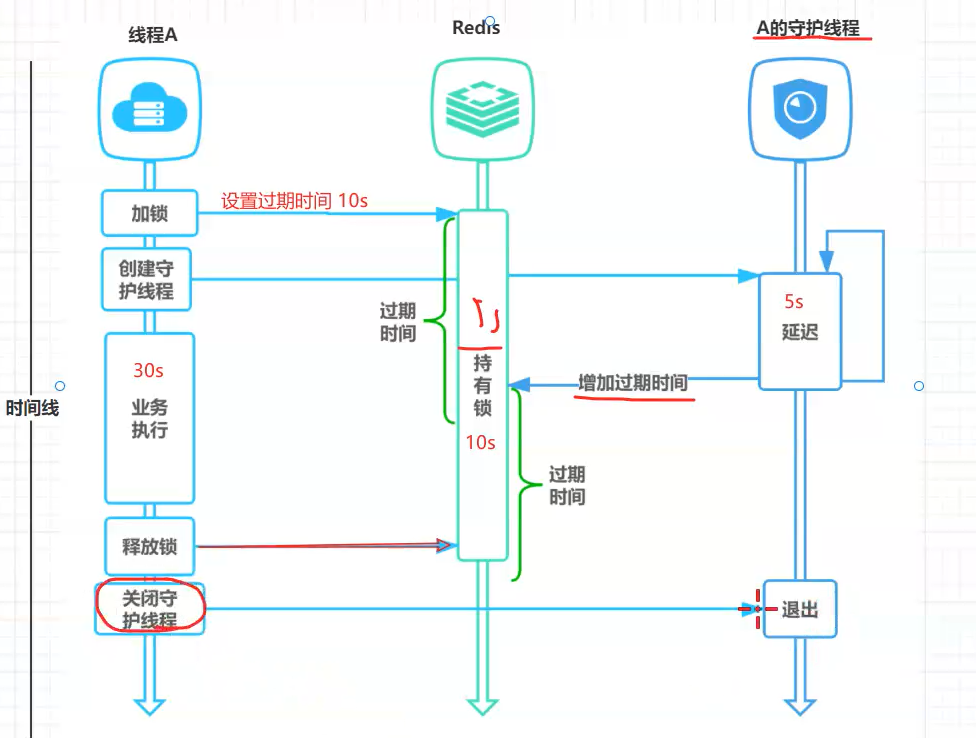 线程A
Redis
A的守护线程
加锁
设置过期时间 10s
创建守
护线程
过期
时间
5s
延迟
30s
业务
执行
持
有
锁
10s
增加过期时间
时间线
过期
时间
释放锁
关闭守
护线程
退出